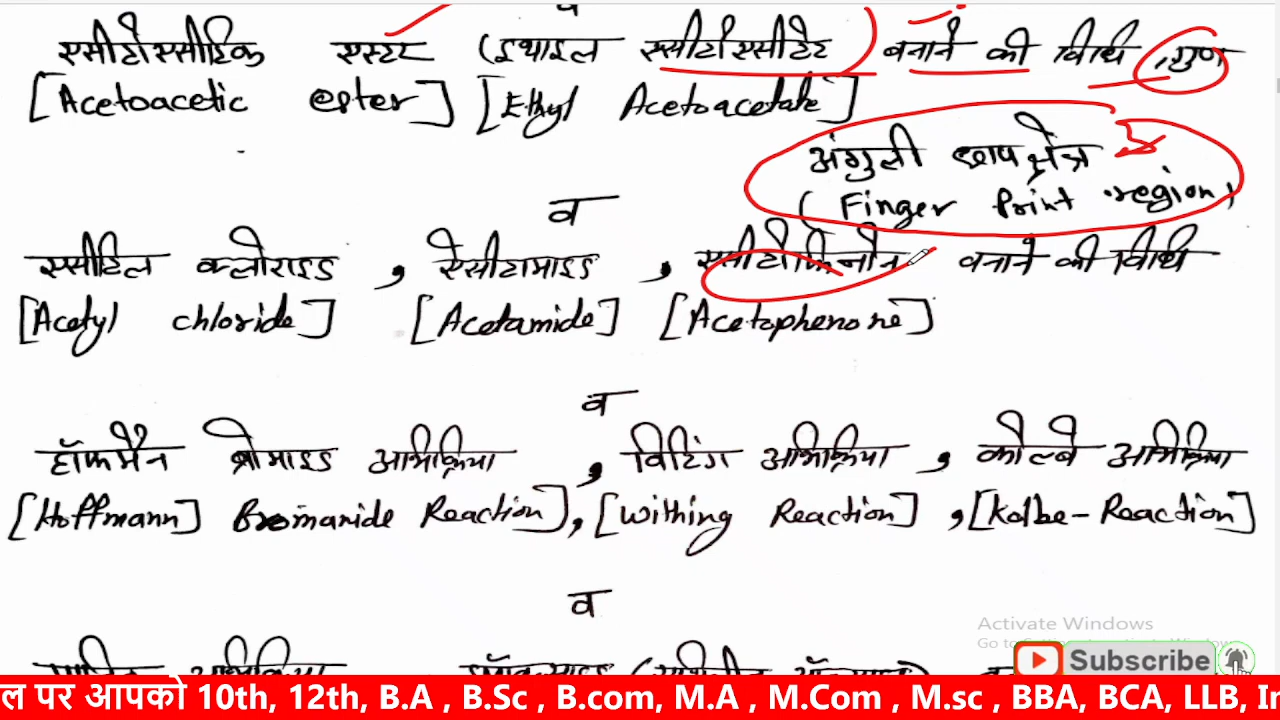 व
एसीटोएसीटिक एस्टर (इथाइल एसीटोएसीटेट) बनाने की विधि, गुण
[Acetoacetic ester] [Ethyl Acetoacetate]
अंगुली छाप क्षेत्र
(Finger Print region)
व
एसीटिल क्लोराइड , ऐसीटामाइड , एसीटोफिनोन बनाने की विधि
[Acetyl chloride] [Acetamide] [Acetophenone]
व
हॉफमैन ब्रोमाइड अभिक्रिया , विटिंग अभिक्रिया , कोल्बे अभिक्रिया
[Hoffmann] Bromamide Reaction], [Withing Reaction] , [Kolbe-Reaction]
व
Activate Windows
Subscribe
ल पर आपको 10th, 12th, B.A , B.Sc , B.com, M.A , M.Com , M.sc , BBA, BCA, LLB, In